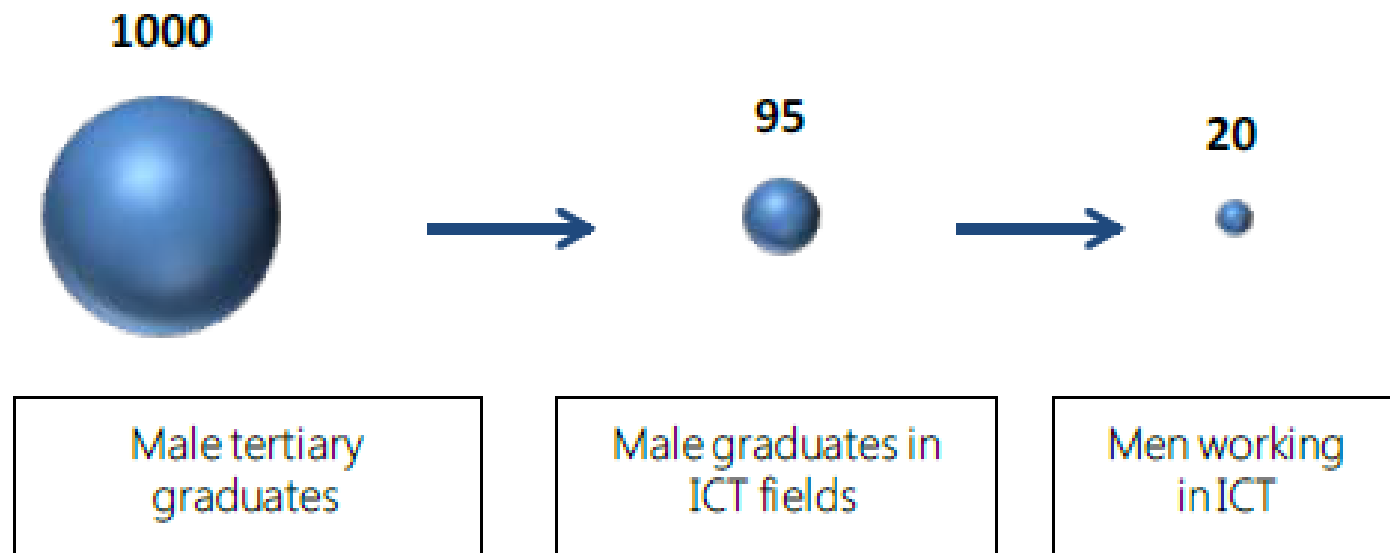 1000
95
20
Male tertiary
graduates
Male graduates in
ICT fields
Men working
in ICT